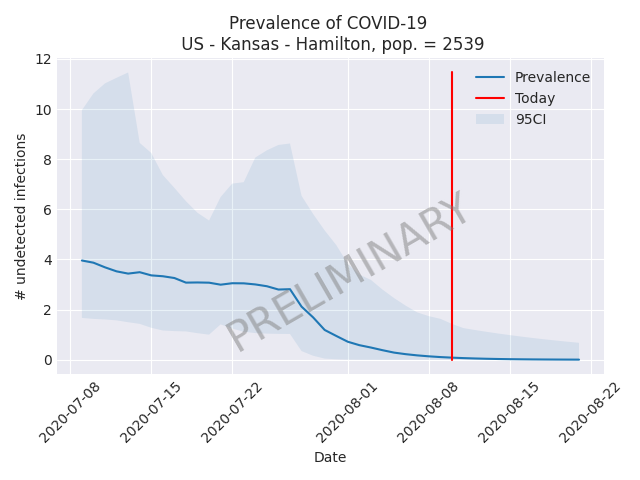 Prevalence of COVID-19
US - Kansas - Hamilton, pop. = 2539
12
10
8
6
4
2
0
# undetected infections
Prevalence
Today
95CI
PRELIMINARY
2020-07-08
2020-07-15
2020-07-22
2020-08-01
2020-08-08
2020-08-15
2020-08-22
Date